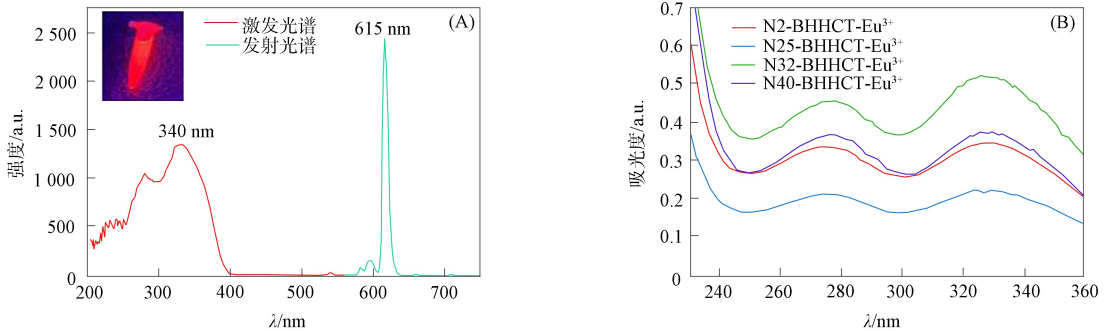 (A)
激发光谱
发射光谱
615 nm
340 nm
2 500
2 000
1 500
1 000
500
0
强度/a.u.
200 300 400 500 600 700
λ/nm
(B)
N2-BHHCT-Eu³⁺
N25-BHHCT-Eu³⁺
N32-BHHCT-Eu³⁺
N40-BHHCT-Eu³⁺
0.7
0.6
0.5
0.4
0.3
0.2
0.1
0
吸光度/a.u.
240 260 280 300 320 340 360
λ/nm